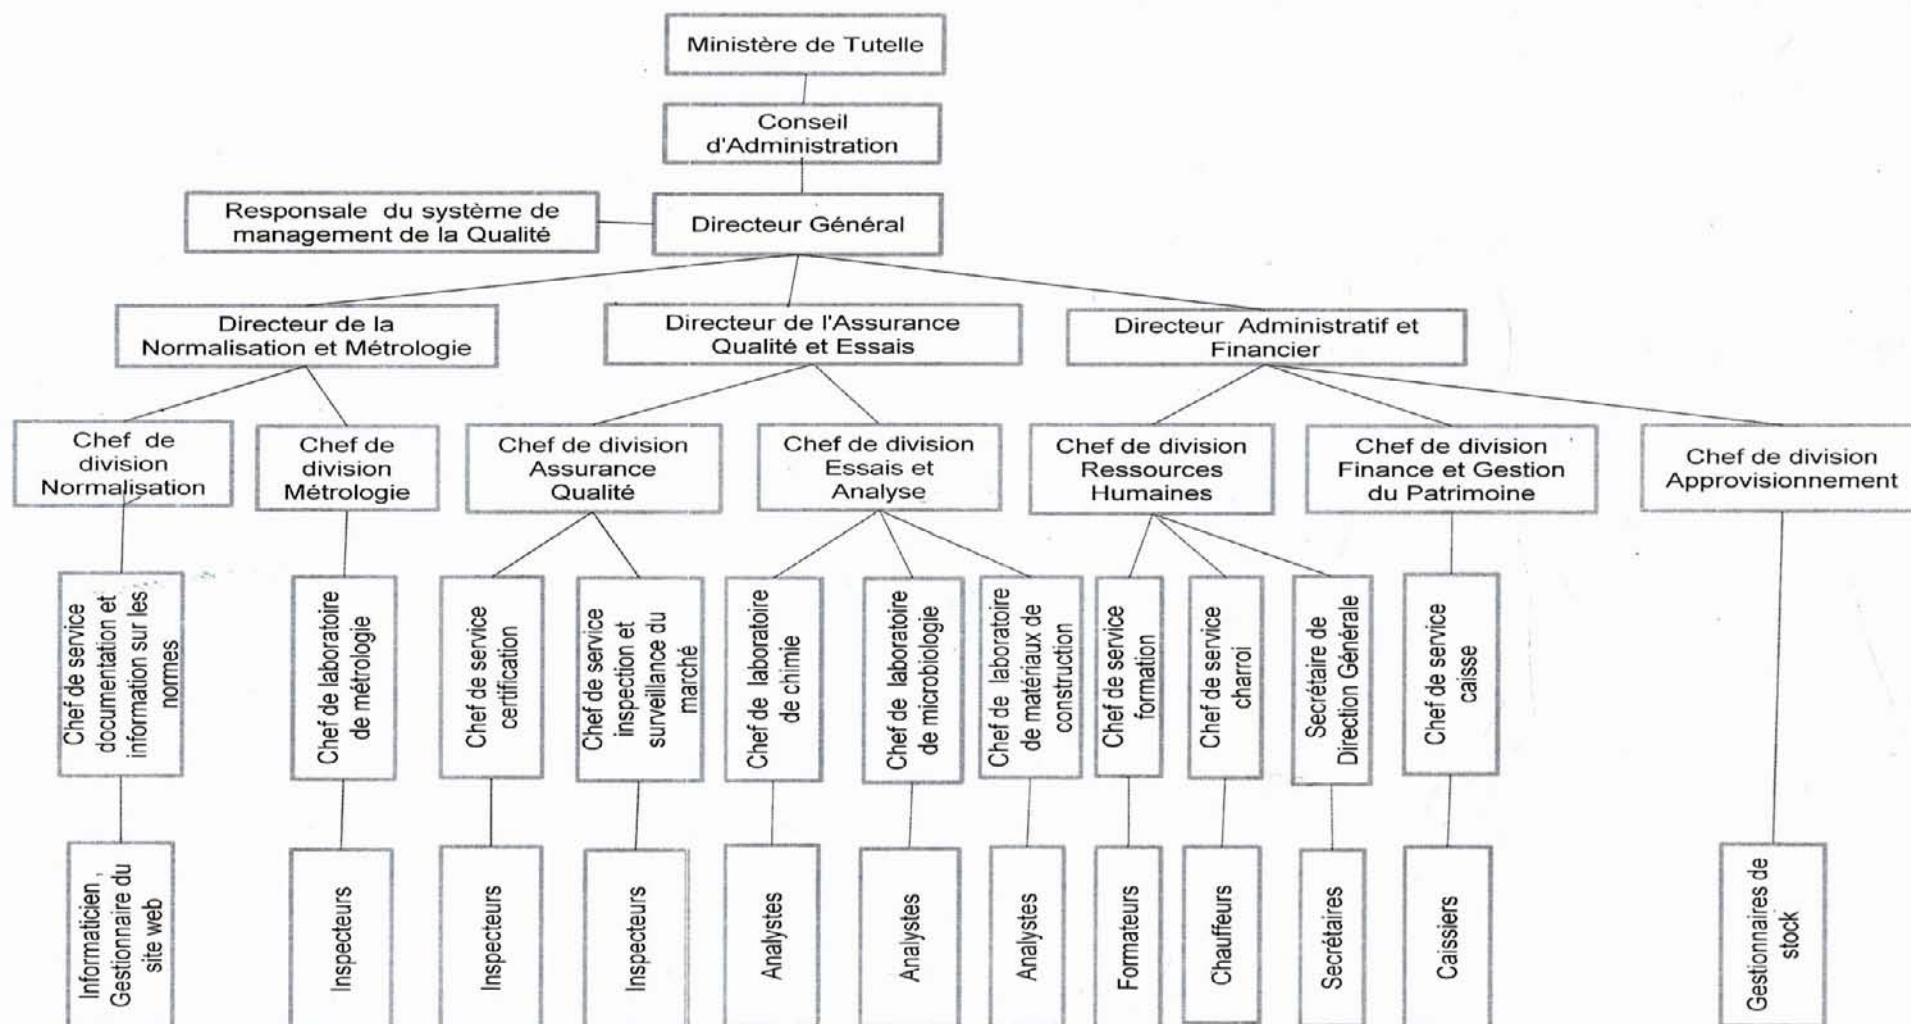 Ministère de Tutelle
Conseil
d'Administration
Responsale du système de
management de la Qualité
Directeur Général
Directeur de la
Normalisation et Métrologie
Directeur de l'Assurance
Qualité et Essais
Directeur Administratif et
Financier
Chef de
division
Normalisation
Chef de
division
Métrologie
Chef de division
Assurance
Qualité
Chef de division
Essais et
Analyse
Chef de division
Ressources
Humaines
Chef de division
Finance et Gestion
du Patrimoine
Chef de division
Approvisionnement
Chef de service
documentation et
information sur les
normes
Chef de laboratoire
de métrologie
Chef de service
certification
Chef de service
inspection et
surveillance du
marché
Chef de laboratoire
de chimie
Chef de laboratoire
de microbiologie
Chef de laboratoire
de matériaux de
construction
Chef de service
formation
Chef de service
charroi
Secrétaire de
Direction Générale
Chef de service
caisse
Informaticien ,
Gestionnaire du
site web
Inspecteurs
Inspecteurs
Inspecteurs
Analystes
Analystes
Analystes
Formateurs
Chauffeurs
Secrétaires
Caissiers
Gestionnaires de
stock